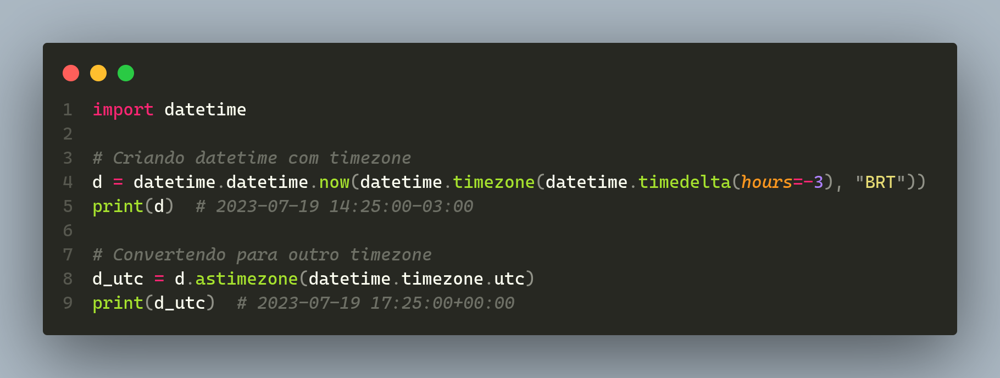 1 import datetime
2
3 # Criando datetime com timezone
4 d = datetime.datetime.now(datetime.timezone(datetime.timedelta(hours=-3), "BRT"))
5 print(d)  # 2023-07-19 14:25:00-03:00
6
7 # Convertendo para outro timezone
8 d_utc = d.astimezone(datetime.timezone.utc)
9 print(d_utc)  # 2023-07-19 17:25:00+00:00